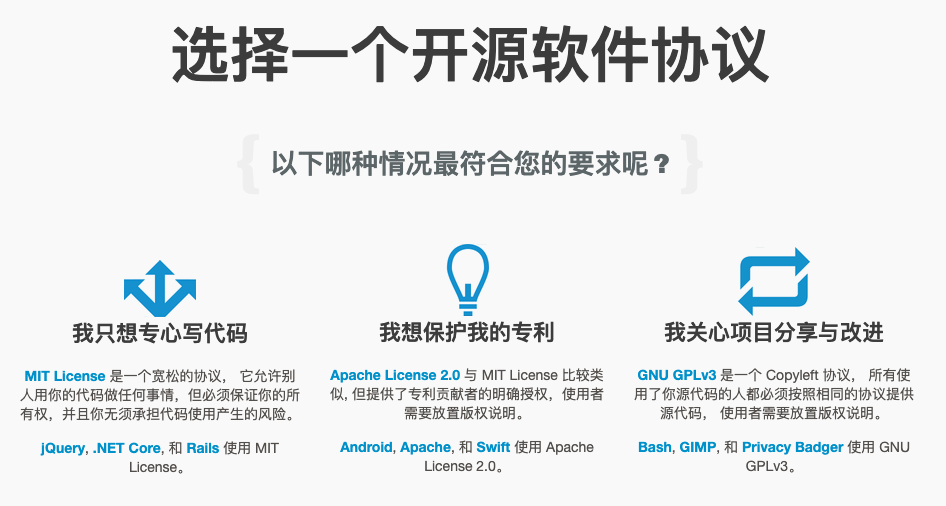 选择一个开源软件协议
{ 以下哪种情况最符合您的要求呢？ }
我只想专心写代码
MIT License 是一个宽松的协议， 它允许别
人用你的代码做任何事情，但必须保证你的所
有权，并且你无须承担代码使用产生的风险。
jQuery, .NET Core, 和 Rails 使用 MIT
License。
我想保护我的专利
Apache License 2.0 与 MIT License 比较类
似, 但提供了专利贡献者的明确授权，使用者
需要放置版权说明。
Android, Apache, 和 Swift 使用 Apache
License 2.0。
我关心项目分享与改进
GNU GPLv3 是一个 Copyleft 协议， 所有使
用了你源代码的人都必须按照相同的协议提供
源代码， 使用者需要放置版权说明。
Bash, GIMP, 和 Privacy Badger 使用 GNU
GPLv3。